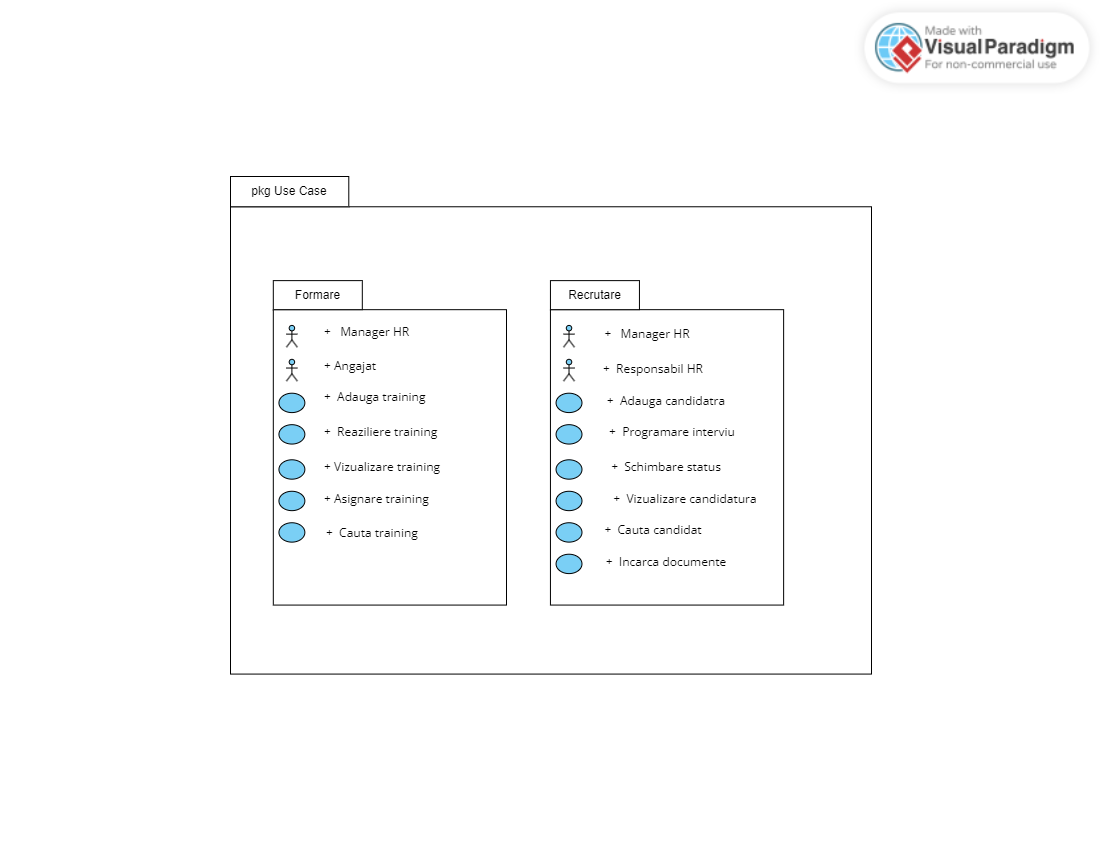 Made with
Visual Paradigm
For non-commercial use
pkg Use Case
Formare
+ Manager HR
+ Angajat
+ Adauga training
+ Reaziliere training
+ Vizualizare training
+ Asignare training
+ Cauta training
Recrutare
+ Manager HR
+ Responsabil HR
+ Adauga candidatra
+ Programare interviu
+ Schimbare status
+ Vizualizare candidatura
+ Cauta candidat
+ Incarca documente